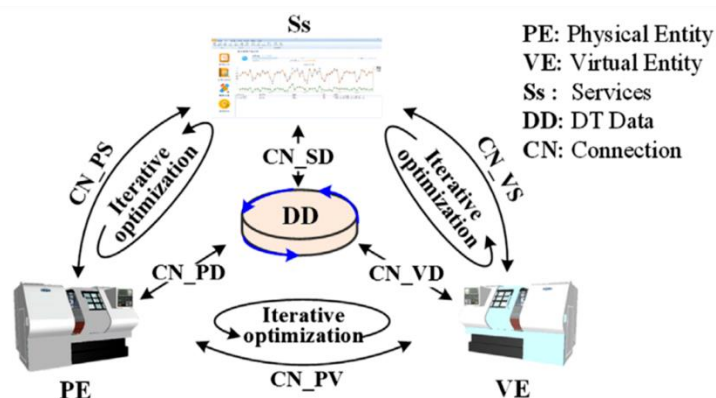 Ss
PE: Physical Entity
VE: Virtual Entity
Ss : Services
DD: DT Data
CN: Connection
CN_PS
Iterative
optimization
CN_SD
Iterative
optimization
CN_VS
DD
CN_PD
CN_VD
Iterative
optimization
CN_PV
PE
VE